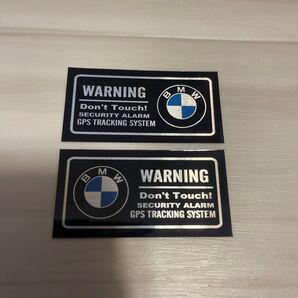 WARNING
Don't Touch!
SECURITY ALARM
GPS TRACKING SYSTEM
BMW
BMW
WARNING
Don't Touch!
SECURITY ALARM
GPS TRACKING SYSTEM